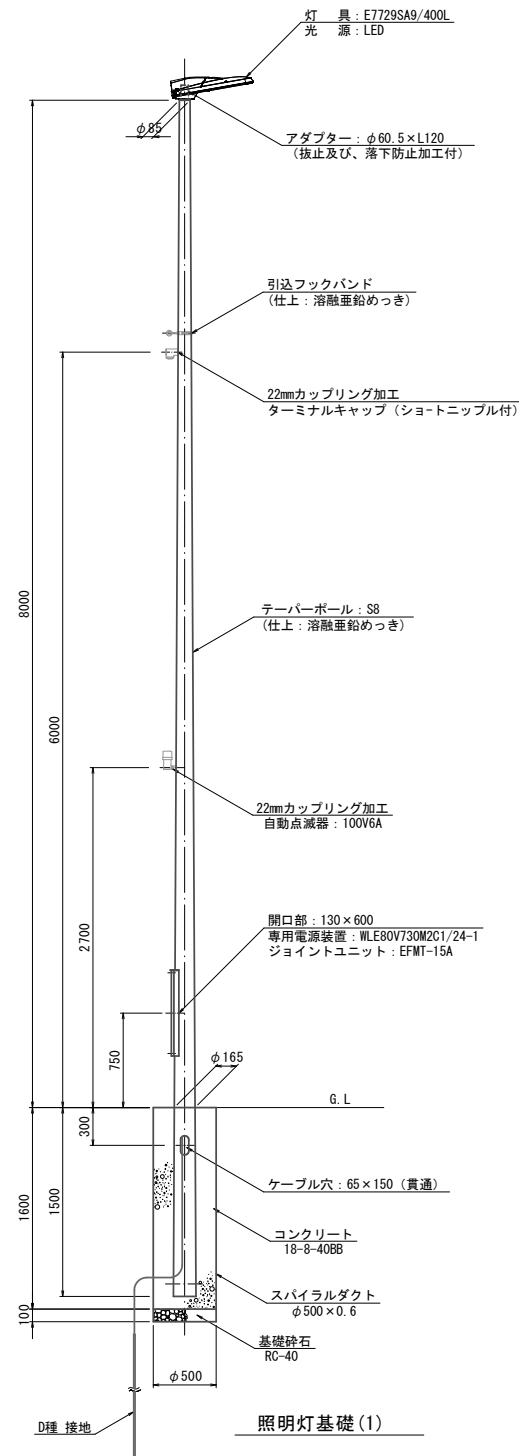 灯　具：E7729SA9/400L
光　源：LED
φ85
アダプター：φ60.5×L120
（抜止及び、落下防止加工付）
引込フックバンド
（仕上：溶融亜鉛めっき）
22mmカップリング加工
ターミナルキャップ（ショートニップル付）
8000
6000
テーパーポール：S8
（仕上：溶融亜鉛めっき）
22mmカップリング加工
自動点滅器：100V6A
2700
開口部：130×600
専用電源装置：WLE80V730M2C1/24-1
ジョイントユニット：EFMT-15A
750
φ165
G.L
300
ケーブル穴：65×150（貫通）
1600
1500
コンクリート
18-8-40BB
スパイラルダクト
φ500×0.6
100
基礎砕石
RC-40
φ500
D種 接地
照明灯基礎(1)